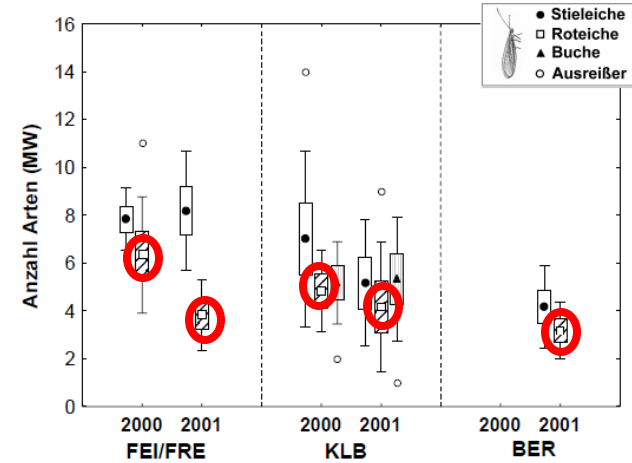 Stieleiche
Roteiche
Buche
Ausreißer
Anzahl Arten (MW)
16
14
12
10
8
6
4
2
0
2000 2001 2000 2001 2000 2001
FEI/FRE KLB BER